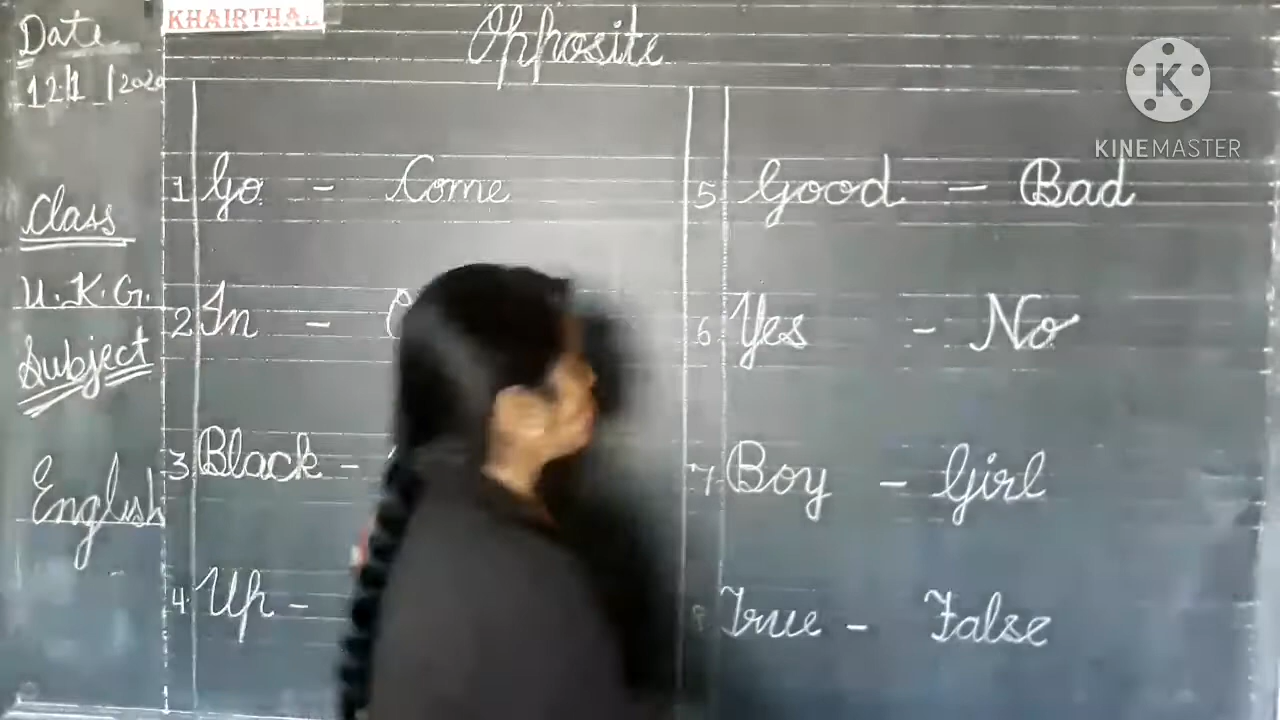 KHAIRTHAL
Opposite
Date
12/1/2020
Class
U.K.G.
Subject
English
1 Go - Come
2 In -
3 Black -
4. Up -
5 Good - Bad
6 Yes - No
7. Boy - Girl
8. True - False
K
KINEMASTER